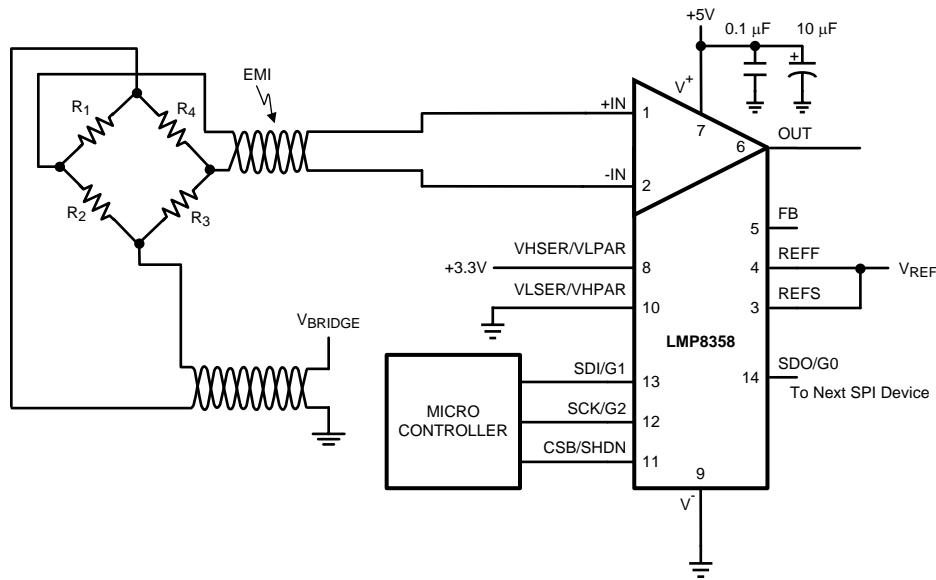 +5V
0.1 µF
10 µF
+
EMI
V+
R1
R4
+IN
1
7
OUT
6
-IN
2
R2
R3
FB
5
VHSER/VLPAR
REFF
+3.3V
8
4
VREF
VLSER/VHPAR
REFS
10
3
VBRIDGE
LMP8358
SDI/G1
SDO/G0
13
14
To Next SPI Device
MICRO
CONTROLLER
SCK/G2
12
CSB/SHDN
11
9
V-